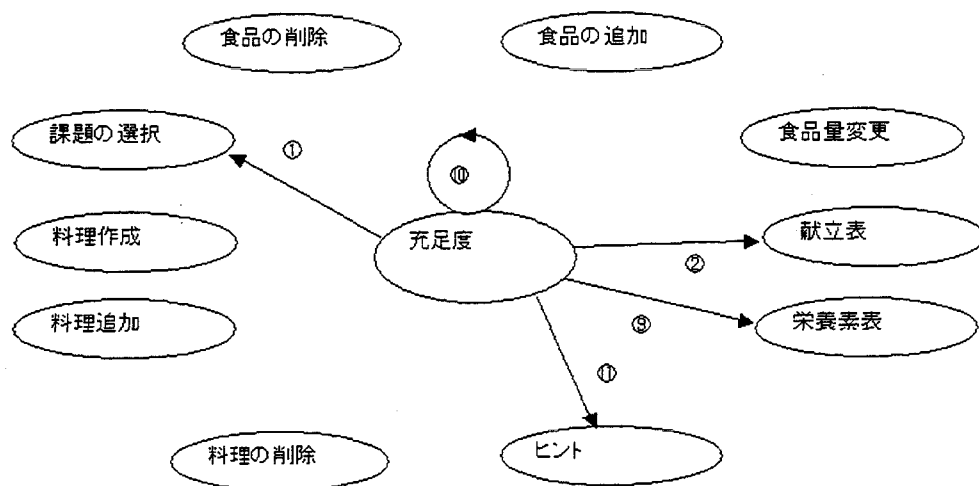 食品の削除
食品の追加
課題の選択
①
食品量変更
⑩
料理作成
充足度
献立表
②
料理追加
⑨
栄養素表
⑪
料理の削除
ヒント